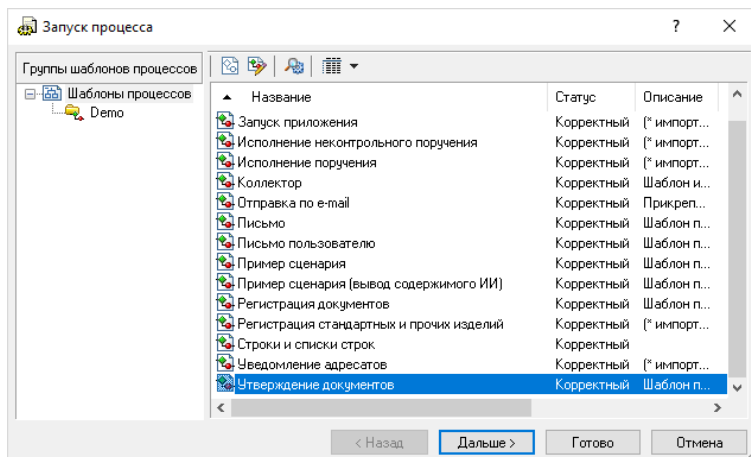 Запуск процесса
Группы шаблонов процессов
Шаблоны процессов
Demo
Название Статус Описание
Запуск приложения Корректный (* импорт...
Исполнение неконтрольного поручения Корректный (* импорт...
Исполнение поручения Корректный (* импорт...
Коллектор Корректный Шаблон и...
Отправка по e-mail Корректный Прикреп...
Письмо Корректный Шаблон п...
Письмо пользователю Корректный Шаблон п...
Пример сценария Корректный Шаблон п...
Пример сценария (вывод содержимого ИИ) Корректный Шаблон п...
Регистрация документов Корректный Шаблон п...
Регистрация стандартных и прочих изделий Корректный (* импорт...
Строки и списки строк Корректный
Уведомление адресатов Корректный (* импорт...
Утверждение документов Корректный Шаблон п...
< Назад Дальше > Готово Отмена